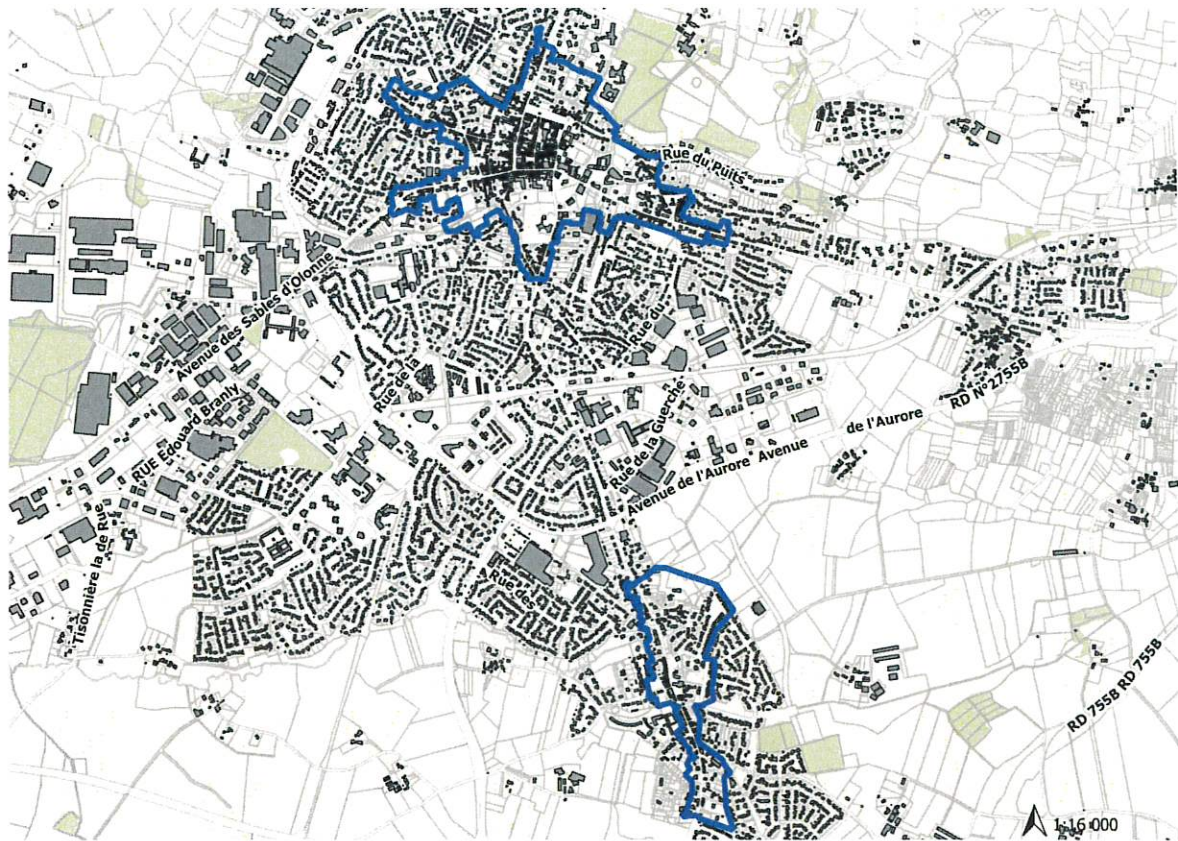 Rue du Puits
Avenue des Sables d'Olonne
Rue du
Rue de la
RUE Edouard Branly
RD N° 2755B
Rue de la Guerche
de l'Aurore
Avenue de l'Aurore Avenue
Rue des
Tisonnière la de Rue
RD 755B RD 755B
1:16 000